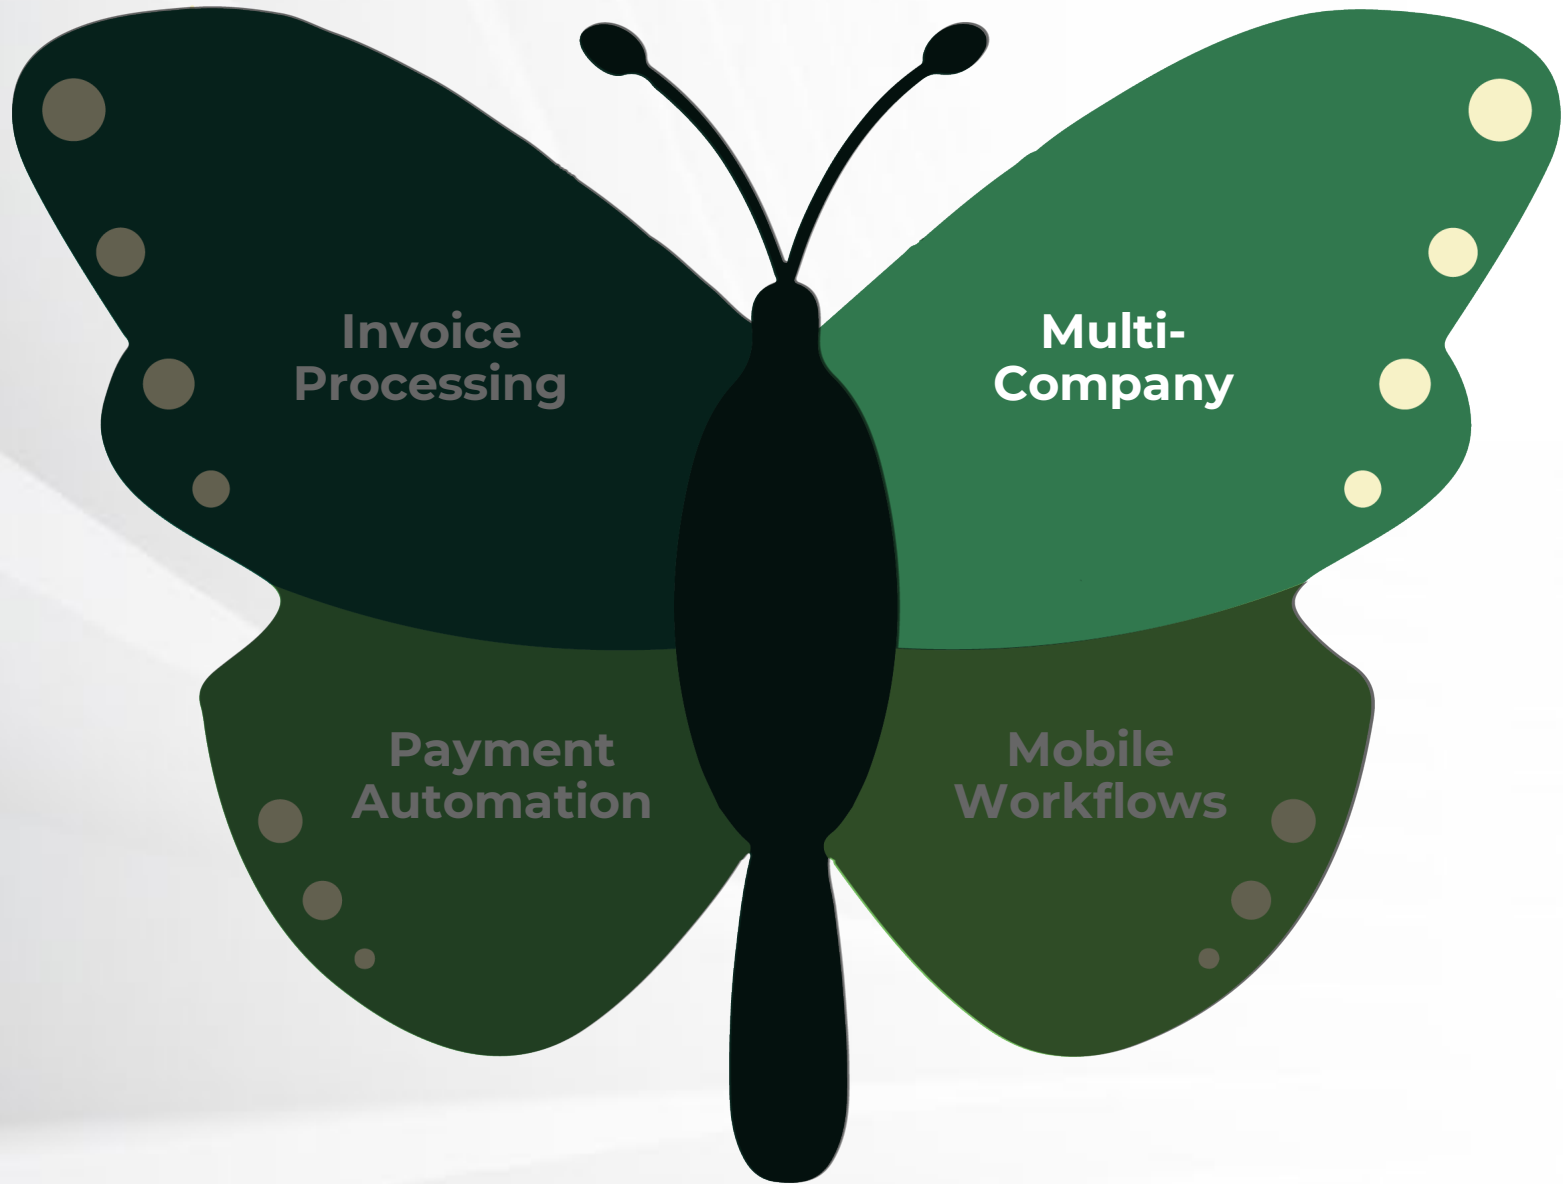 Invoice
Processing
Multi-
Company
Payment
Automation
Mobile
Workflows